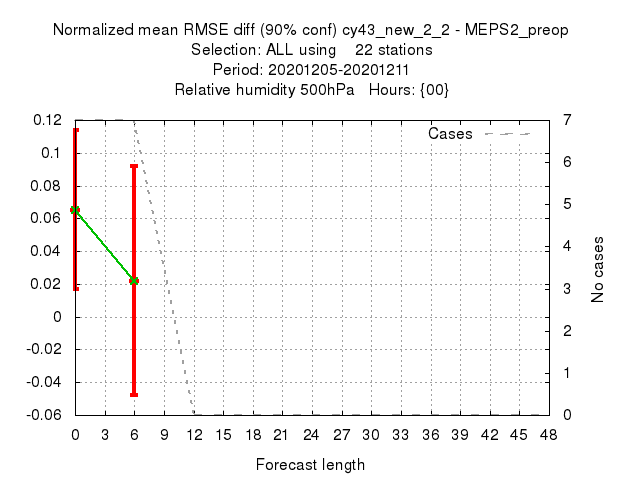 Normalized mean RMSE diff (90% conf) cy43_new_2_2 - MEPS2_preop
Selection: ALL using 22 stations
Period: 20201205-20201211
Relative humidity 500hPa Hours: {00}
Cases
0.12
0.1
0.08
0.06
0.04
0.02
0
-0.02
-0.04
-0.06
7
6
5
4
3
2
1
0
No cases
0 3 6 9 12 15 18 21 24 27 30 33 36 39 42 45 48
Forecast length